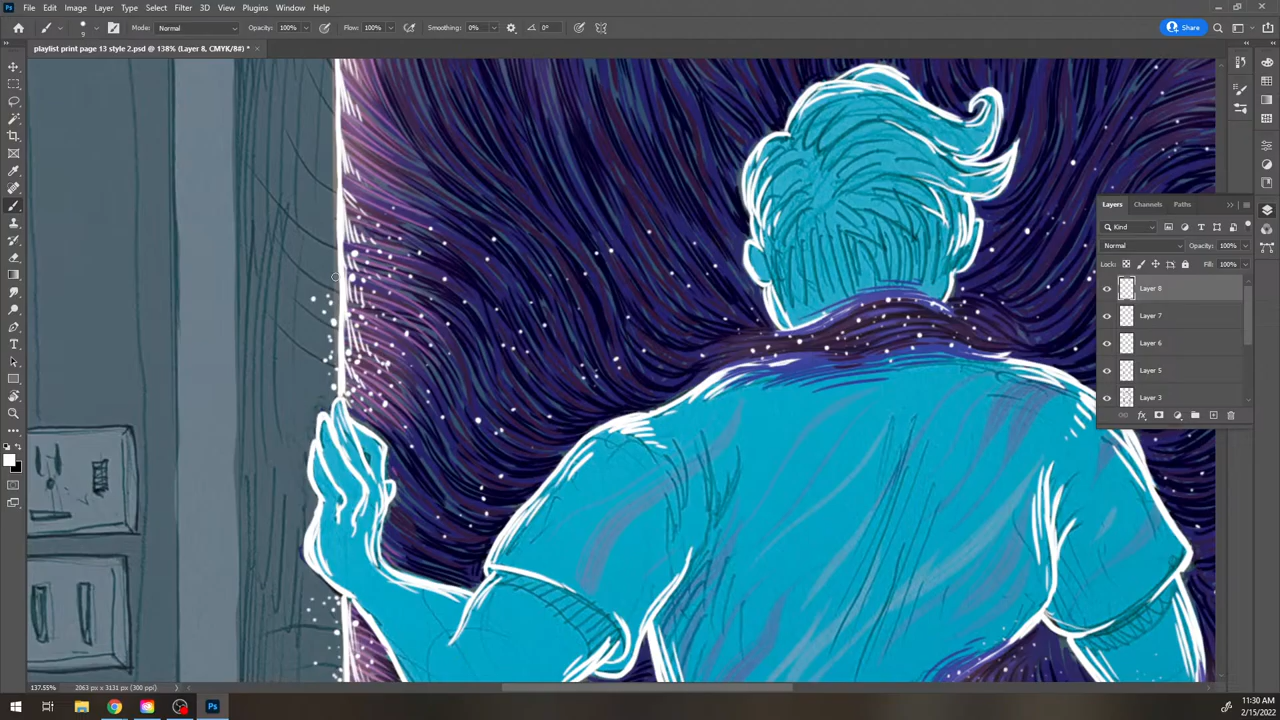 File Edit Image Layer Type Select Filter 3D View Plugins Window Help
9 Mode: Normal Opacity: 100% Flow: 100% Smoothing: 0% 0° Share
playlist print page 13 style 2.psd @ 138% (Layer 8, CMYK/8#) *
Layers Channels Paths
Kind
Normal Opacity: 100%
Lock: Fill: 100%
Layer 8
Layer 7
Layer 6
Layer 5
Layer 3
137.55% 2063 px x 3131 px (300 ppi)
11:30 AM
2/15/2022